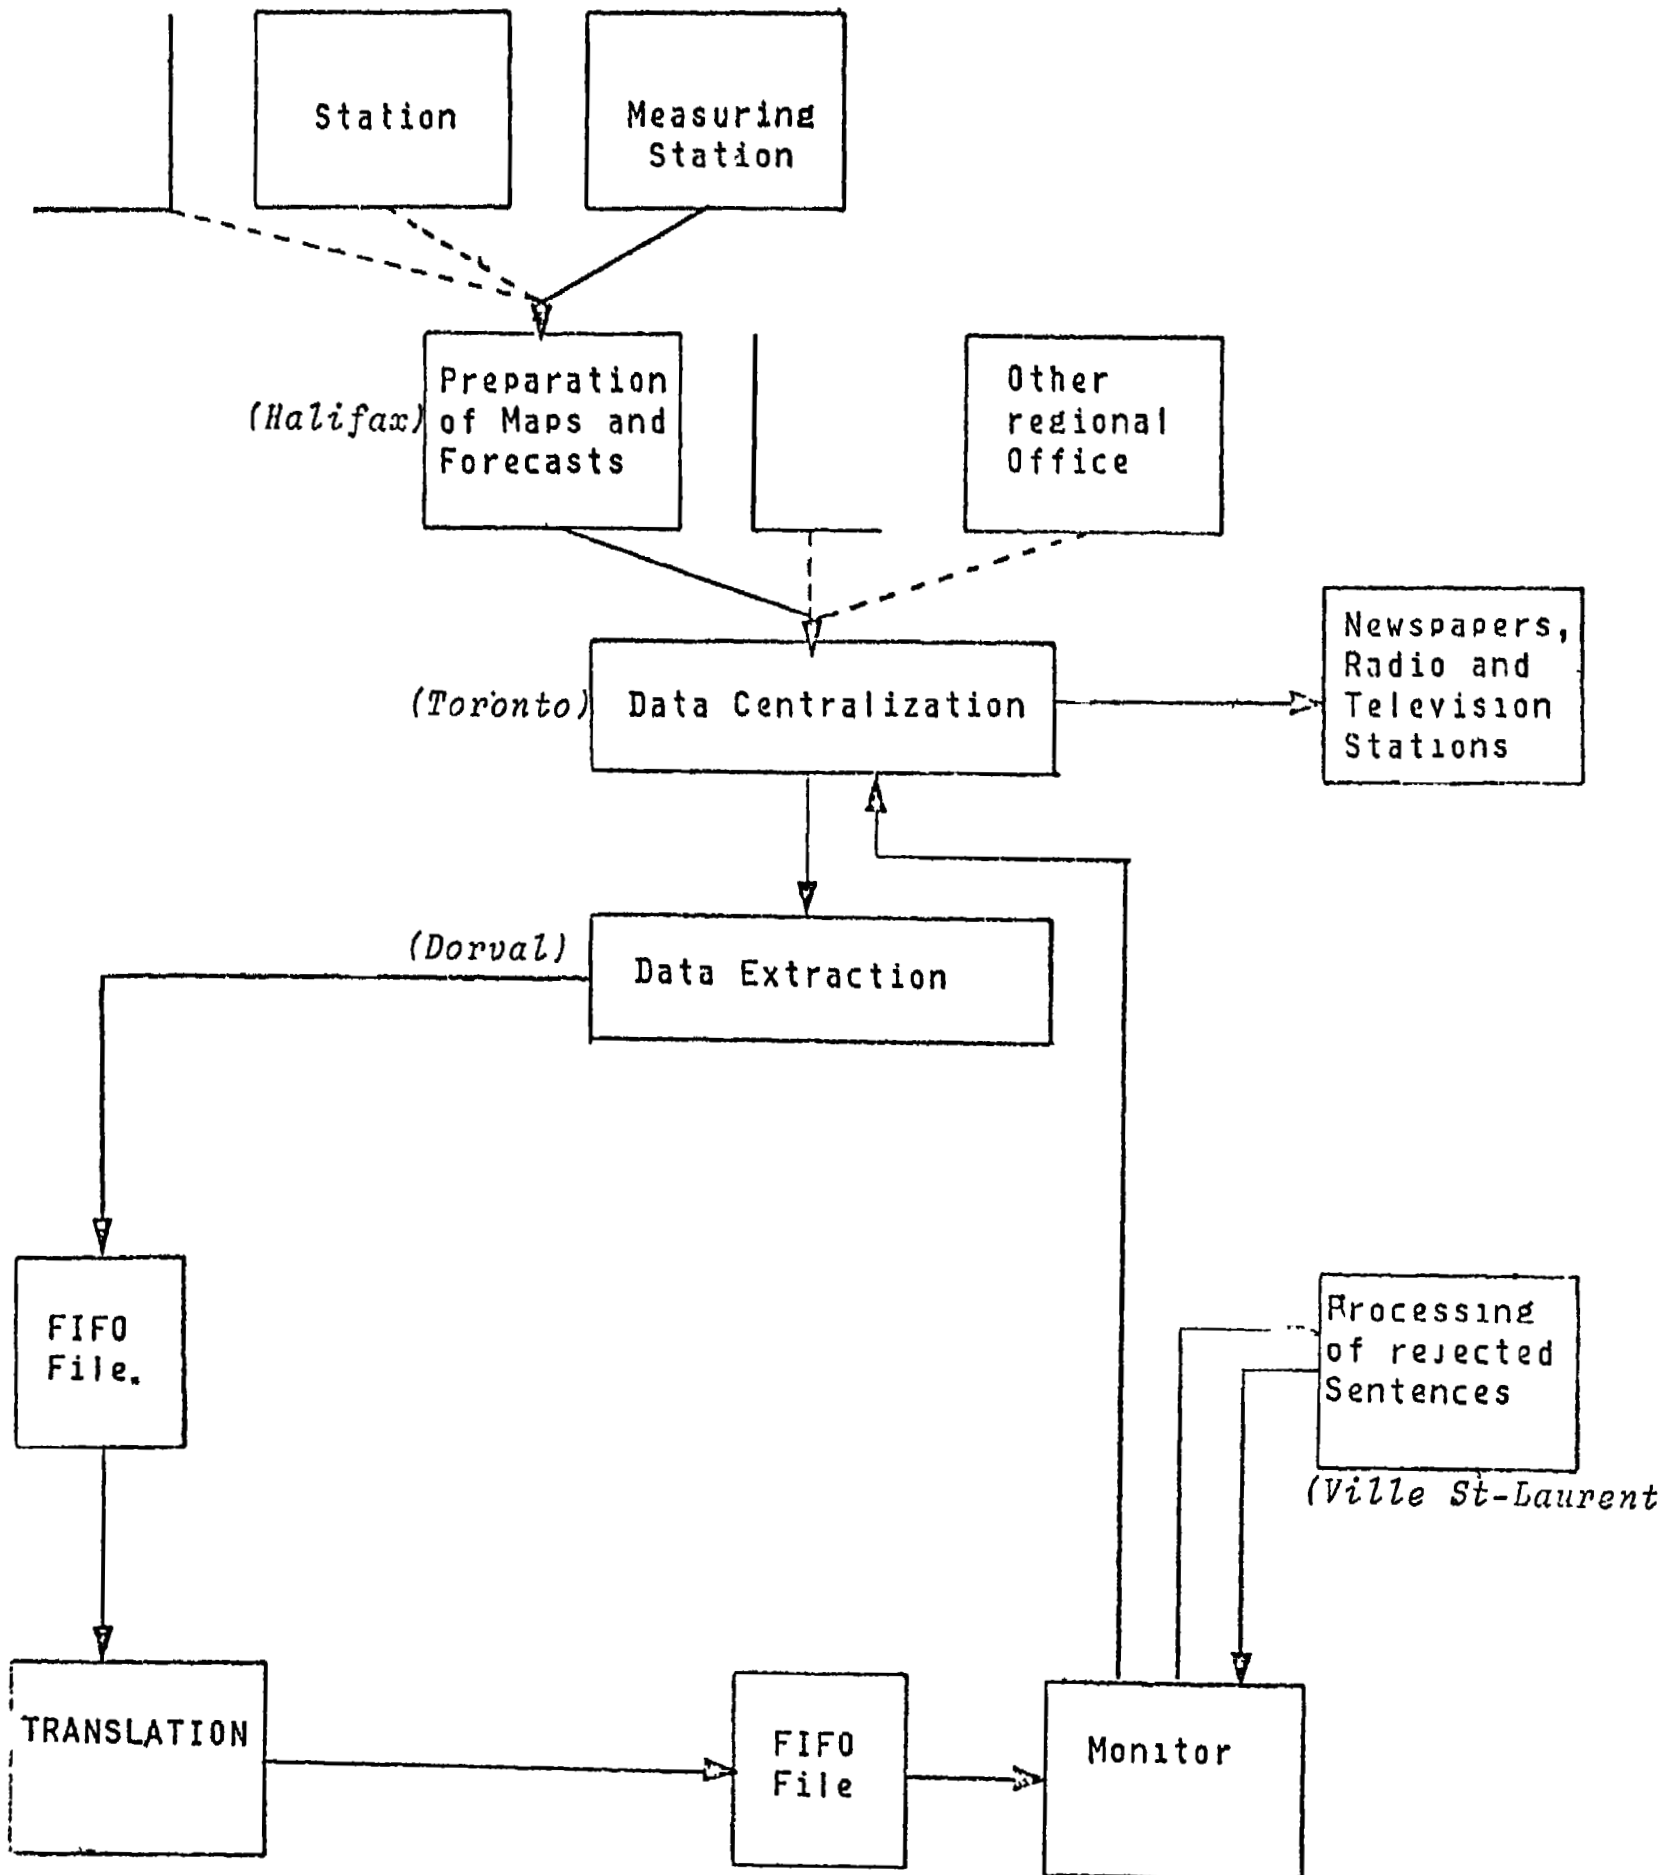 Station
Measuring
Station
(Halifax)
Preparation
of Maps and
Forecasts
Other
regional
Office
(Toronto)
Data Centralization
Newspapers,
Radio and
Television
Stations
(Dorval)
Data Extraction
FIFO
File.
Processing
of rejected
Sentences
(Ville St-Laurent
TRANSLATION
FIFO
File
Monitor